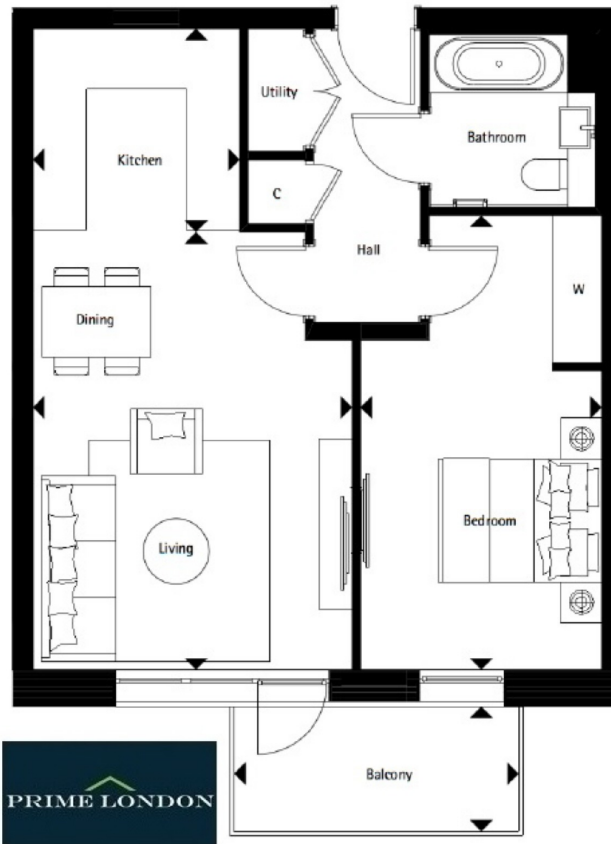 Utility
Kitchen
Bathroom
C
Hall
W
Dining
Bedroom
Living
Balcony
PRIME LONDON